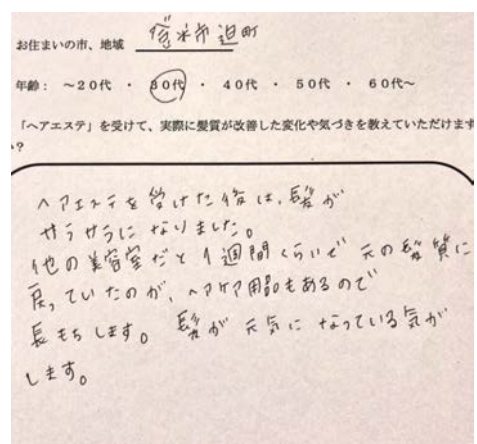 お住まいの市、地域 登米市迫町
年齢： ～20代 ・ 30代 ・ 40代 ・ 50代 ・ 60代～
「ヘアエステ」を受けて、実際に髪質が改善した変化や気づきを教えていただけます
?
ヘアエステを受けた後は、髪が
サラサラになりました。
他の美容室だと1週間くらいで元の髪質に
戻っていたのが、ヘアケア用品もあるので
長もちします。髪が元気になっている気が
します。